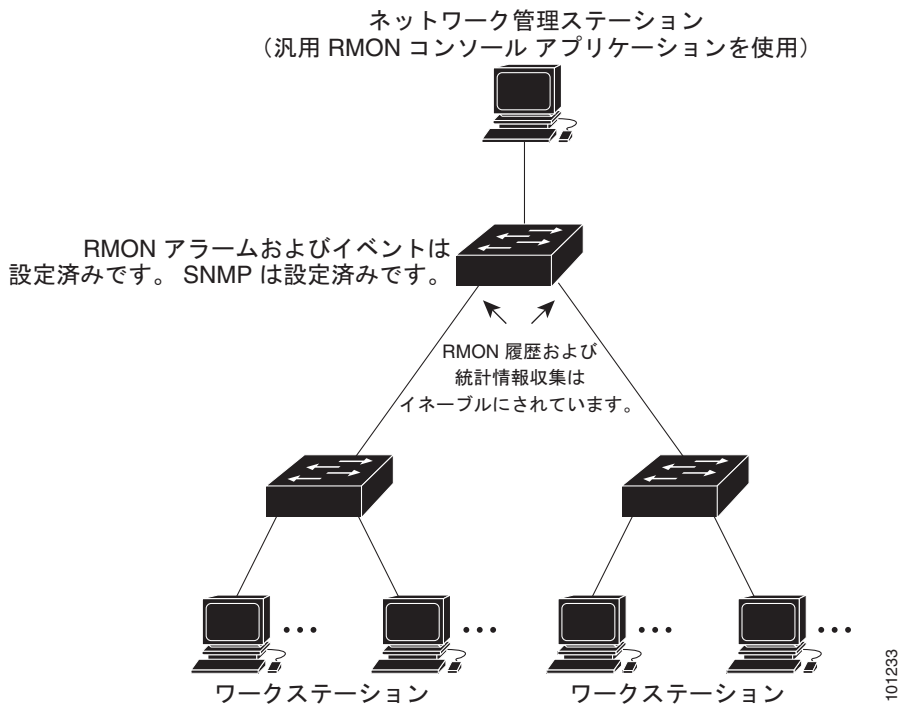 ネットワーク管理ステーション
（汎用 RMON コンソール アプリケーションを使用）
RMON アラームおよびイベントは
設定済みです。 SNMP は設定済みです。
RMON 履歴および
統計情報収集は
イネーブルにされています。
ワークステーション
ワークステーション
101233